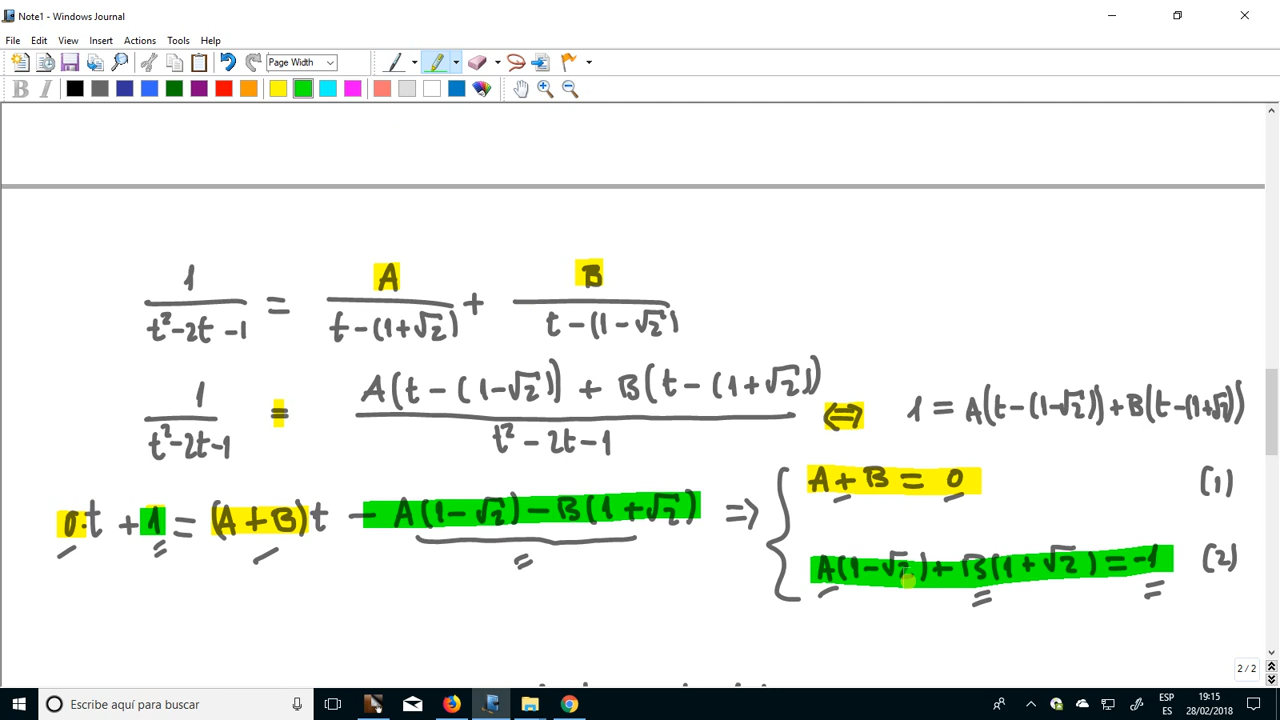 Note1 - Windows Journal
File Edit View Insert Actions Tools Help
Page Width
B I
1/(t²-2t-1) = A/(t-(1+√2)) + B/(t-(1-√2))
1/(t²-2t-1) = (A(t-(1-√2)) + B(t-(1+√2)))/(t²-2t-1) ⇔ 1 = A(t-(1-√2))+B(t-(1+√2))
A+B = 0 (1)
0·t + 1 = (A+B)t - A(1-√2) - B(1+√2) ⇒ {
A(1-√2)+B(1+√2) = -1 (2)
2 / 2
Escribe aquí para buscar
ESP 19:15
ES 28/02/2018